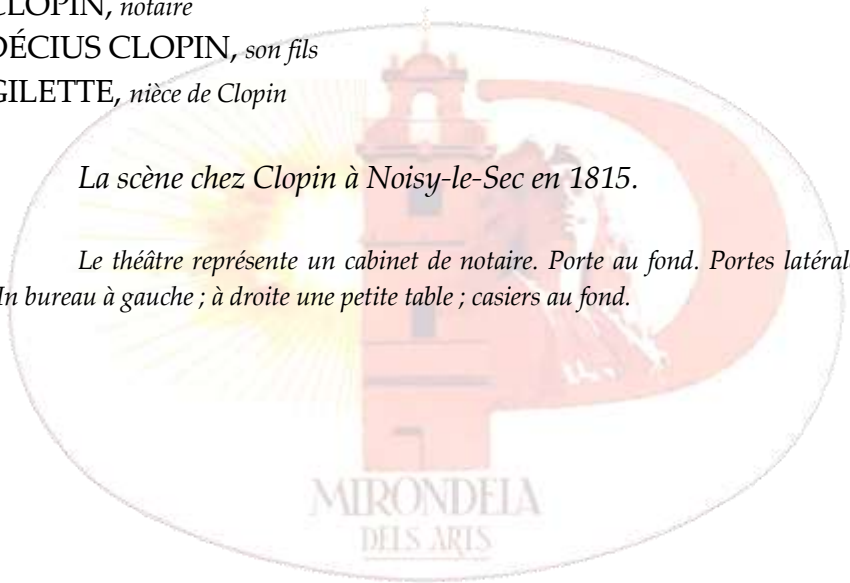 CLOPIN, notaire
DÉCIUS CLOPIN, son fils
GILETTE, nièce de Clopin
La scène chez Clopin à Noisy-le-Sec en 1815.
Le théâtre représente un cabinet de notaire. Porte au fond. Portes
bureau à gauche ; à droite une petite table ; casiers au fond.
MIRONDELA
DELS ARTS